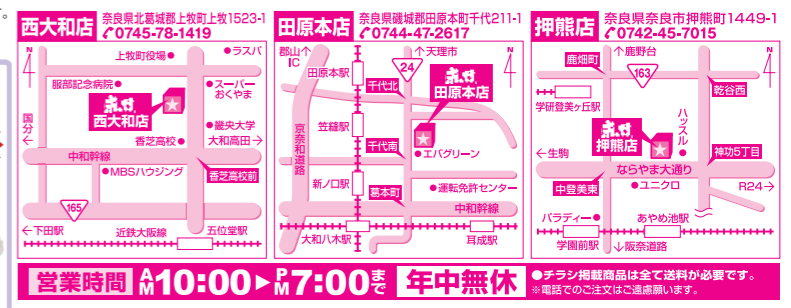 す。
西大和店
奈良県北葛城郡上牧町上牧1523-1
0745-78-1419
N
上牧町役場
ラスパ
服部記念病院
スーパー
おくやま
西大和店
国分
←
畿央大学
香芝高校
大和高田→
中和幹線
MBSハウジング
香芝高校前
165
←下田駅
近鉄大阪線
五位堂駅
田原本店
奈良県磯城郡田原本町千代211-1
0744-47-2617
郡山
IC
↑
↑天理市
N
田原本駅
24
千代北
田原本店
京奈和道路
笠縫駅
千代南
エバグリーン
新ノ口駅
葛本町
運転免許センター
中和幹線
大和八木駅
耳成駅
押熊店
奈良県奈良市押熊町1449-1
0742-45-7015
N
鹿畑町
↑鹿野台
163
乾谷西
学研登美ヶ丘駅
押熊店
ハッスル
←生駒
神功5丁目
ならやま大通り
中登美東
ユニクロ
R24→
パラディー
あやめ池駅
学園前駅
↓阪奈道路
営業時間 AM10:00▶PM7:00まで 年中無休
●チラシ掲載商品は全て送料が必要です。
※電話でのご注文はご遠慮願います。